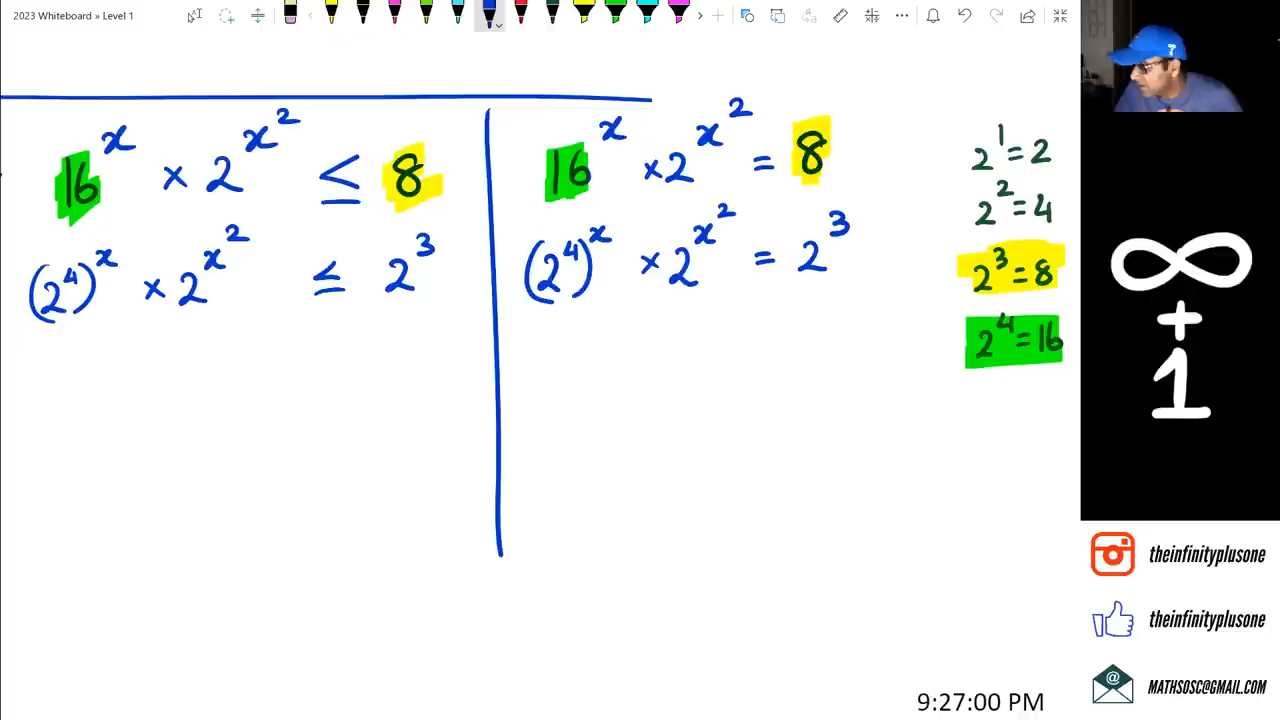 2023 Whiteboard » Level 1
16^x × 2^x^2 ≤ 8
(2^4)^x × 2^x^2 ≤ 2^3
16^x × 2^x^2 = 8
(2^4)^x × 2^x^2 = 2^3
2^1 = 2
2^2 = 4
2^3 = 8
2^4 = 16
∞
+
1
theinfinityplusone
theinfinityplusone
MATHSOSC@GMAIL.COM
9:27:00 PM